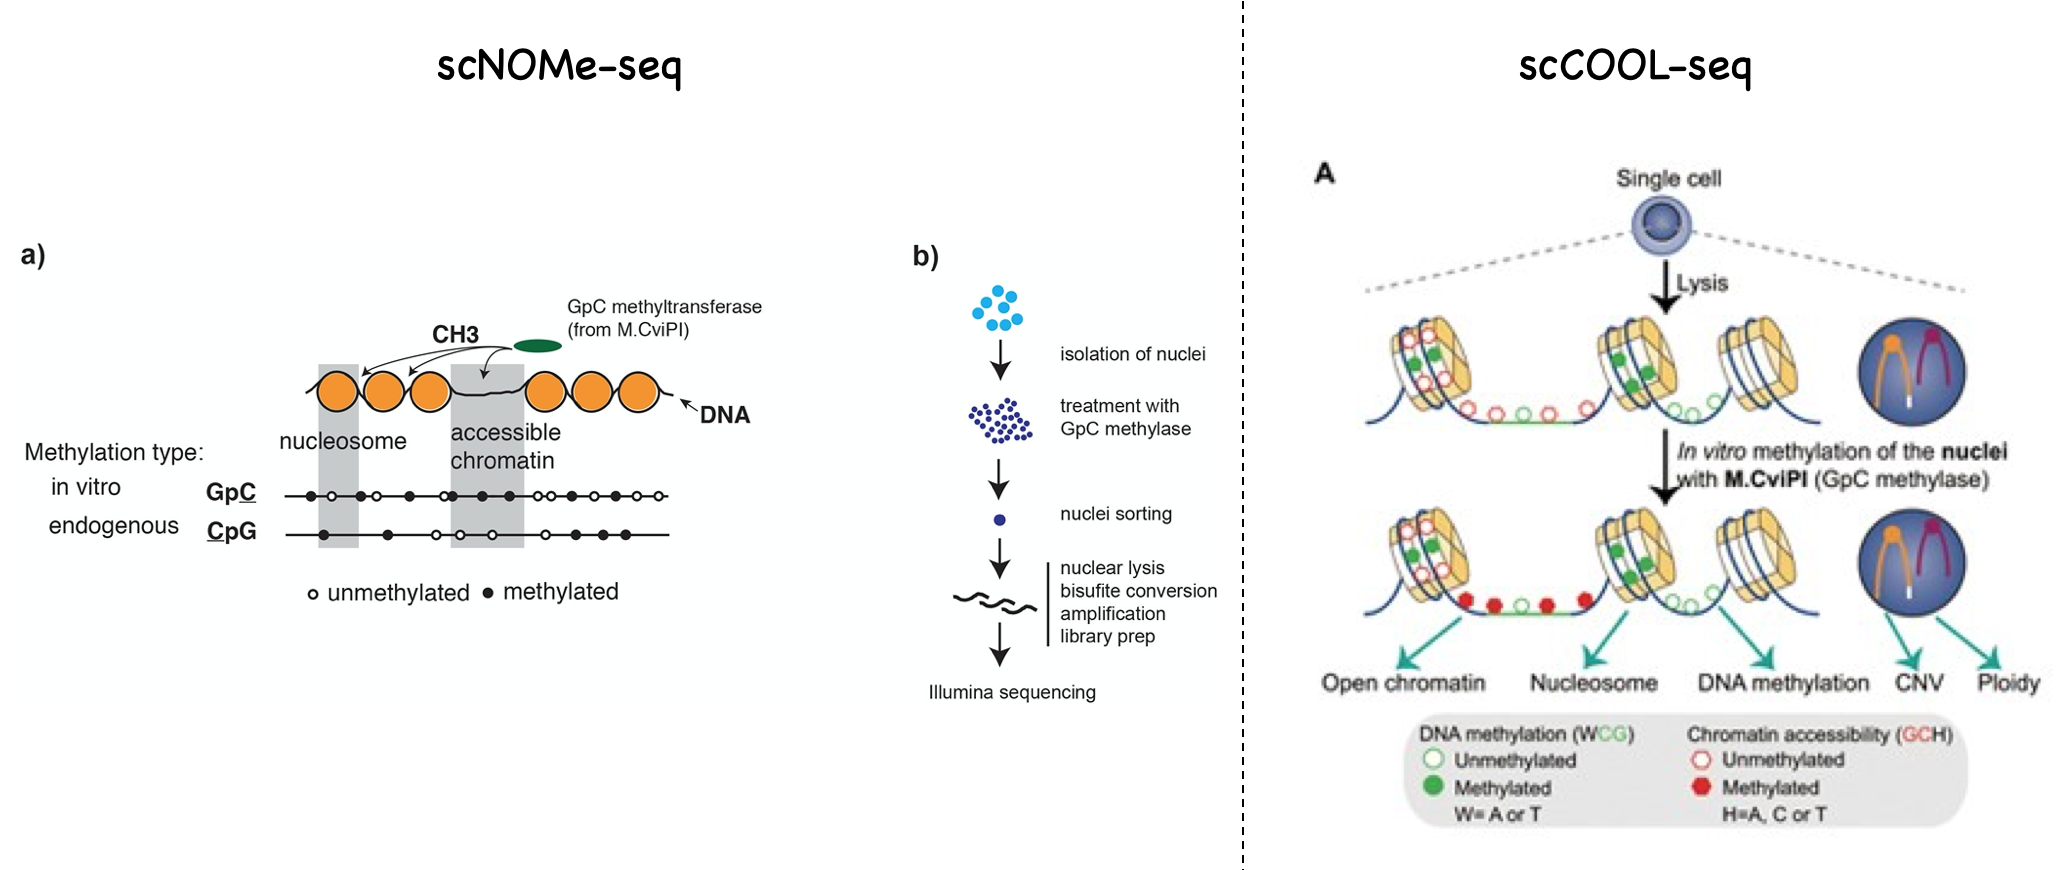 scNOMe-seq
a)
GpC methyltransferase
(from M.CviPI)
CH3
DNA
nucleosome
accessible
chromatin
Methylation type:
in vitro
GpC
endogenous
CpG
unmethylated
methylated
b)
isolation of nuclei
treatment with
GpC methylase
nuclei sorting
nuclear lysis
bisufite conversion
amplification
library prep
Illumina sequencing
scCOOL-seq
A
Single cell
Lysis
In vitro methylation of the nuclei
with M.CviPI (GpC methylase)
Open chromatin
Nucleosome
DNA methylation
CNV
Ploidy
DNA methylation (WCG)
Unmethylated
Methylated
W= A or T
Chromatin accessibility (GCH)
Unmethylated
Methylated
H=A, C or T